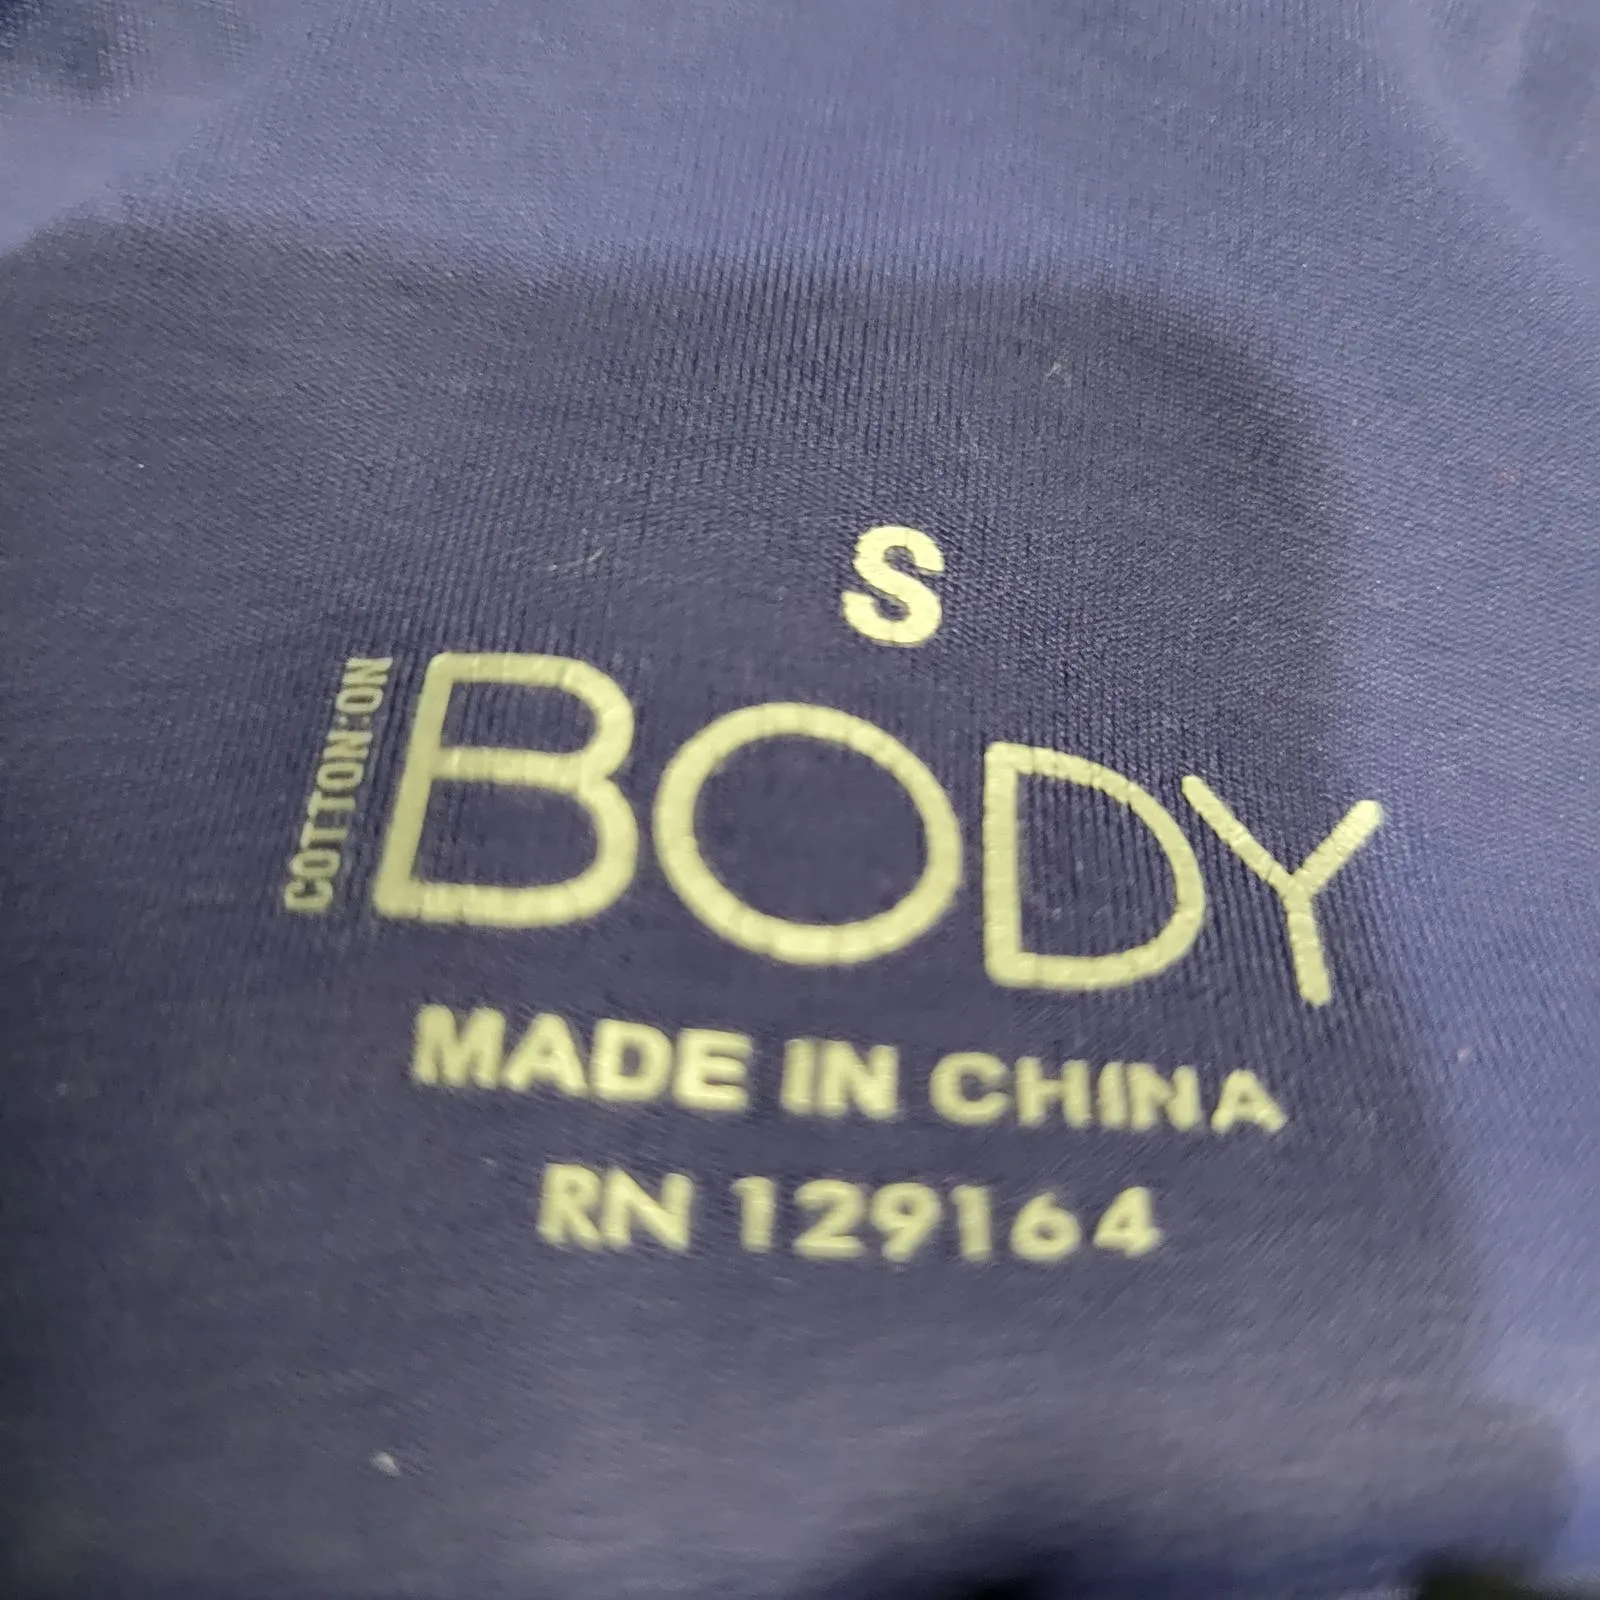 S
COTTON:ON
BODY
MADE IN CHINA
RN 129164